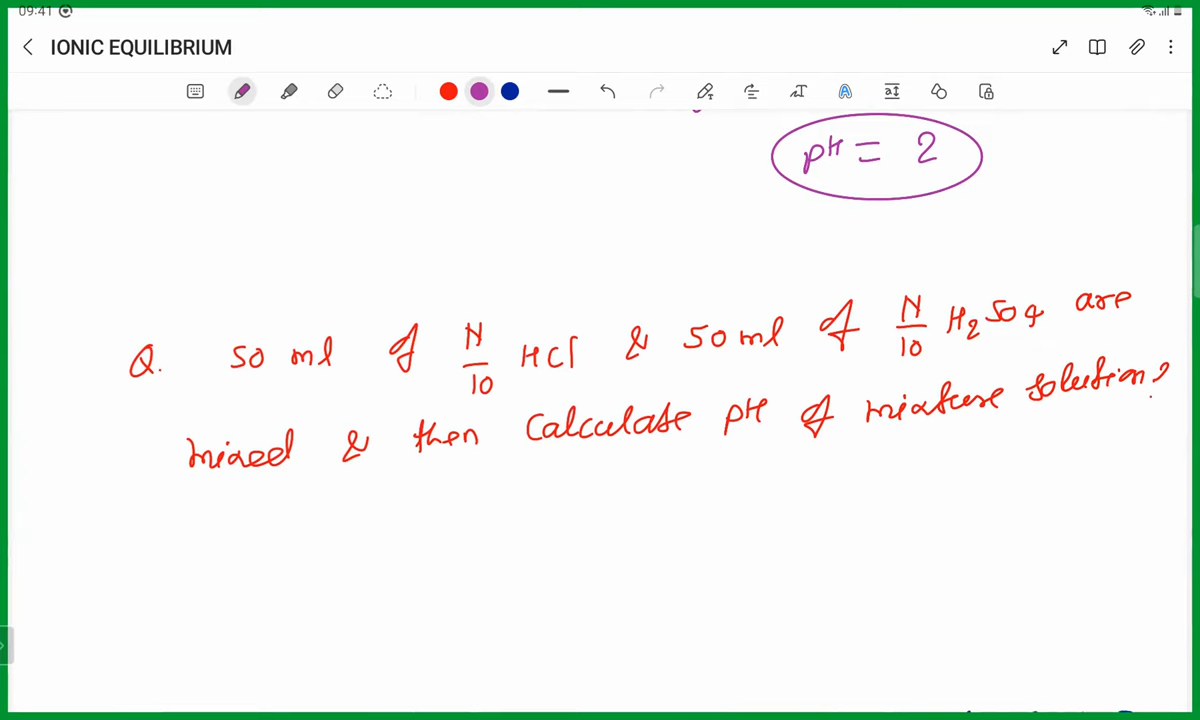 09:41
IONIC EQUILIBRIUM
pH = 2
Q. 50 ml of N/10 HCl & 50 ml of N/10 H2SO4 are
mixed & then Calculate pH of mixture solution?